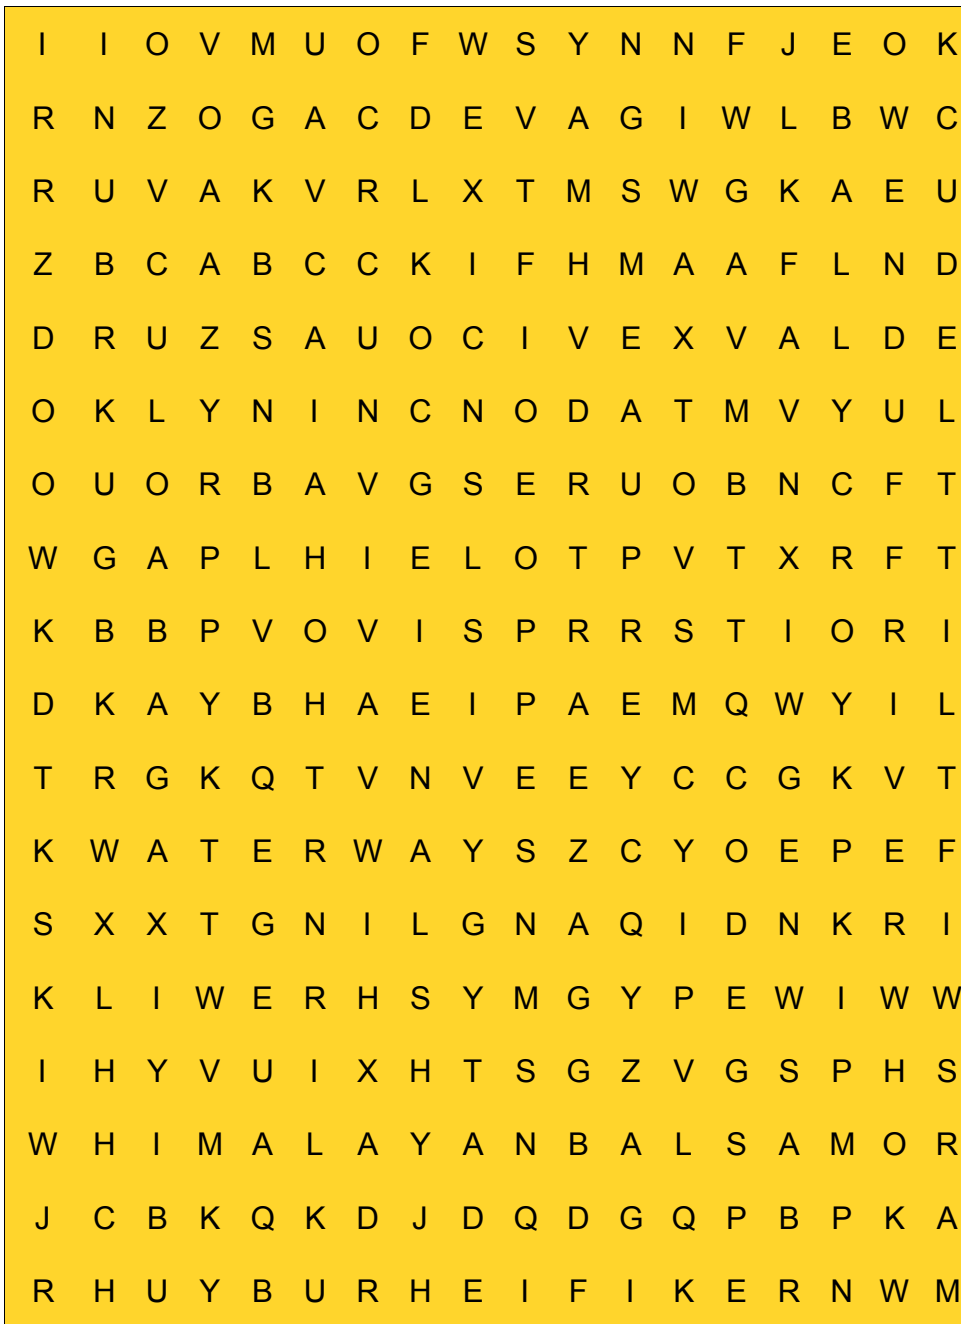 I I O V M U O F W S Y N N F J E O K
R N Z O G A C D E V A G I W L B W C
R U V A K V R L X T M S W G K A E U
Z B C A B C C K I F H M A A F L N D
D R U Z S A U O C I V E X V A L D E
O K L Y N I N C N O D A T M V Y U L
O U O R B A V G S E R U O B N C F T
W G A P L H I E L O T P V T X R F T
K B B P V O V I S P R R S T I O R I
D K A Y B H A E I P A E M Q W Y I L
T R G K Q T V N V E E Y C C G K V T
K W A T E R W A Y S Z C Y O E P E F
S X X T G N I L G N A Q I D N K R I
K L I W E R H S Y M G Y P E W I W W
I H Y V U I X H T S G Z V G S P H S
W H I M A L A Y A N B A L S A M O R
J C B K Q K D J D Q D G Q P B P K A
R H U Y B U R H E I F I K E R N W M